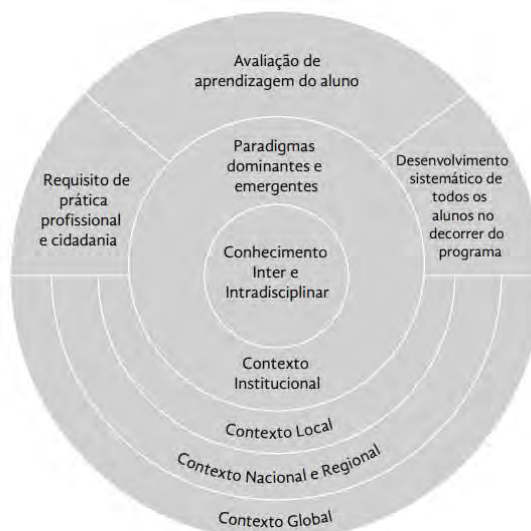 Avaliação de
aprendizagem do aluno
Requisito de
prática
profissional
e cidadania
Paradigmas
dominantes e
emergentes
Desenvolvimento
sistemático de
todos os
alunos no
decorrer do
programa
Conhecimento
Inter e
Intradisciplinar
Contexto
Institucional
Contexto Local
Contexto Nacional e Regional
Contexto Global